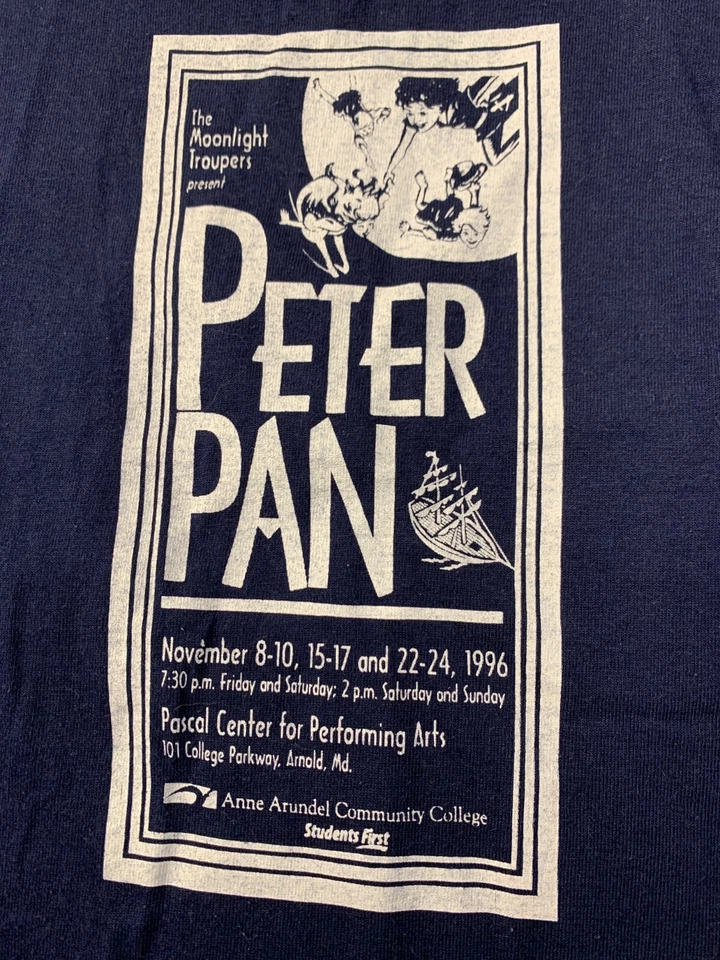 The
Moonlight
Troupers
present
PETER
PAN
November 8-10, 15-17 and 22-24, 1996
7:30 p.m. Friday and Saturday; 2 p.m. Saturday and Sunday
Pascal Center for Performing Arts
101 College Parkway, Arnold, Md.
Anne Arundel Community College
Students First